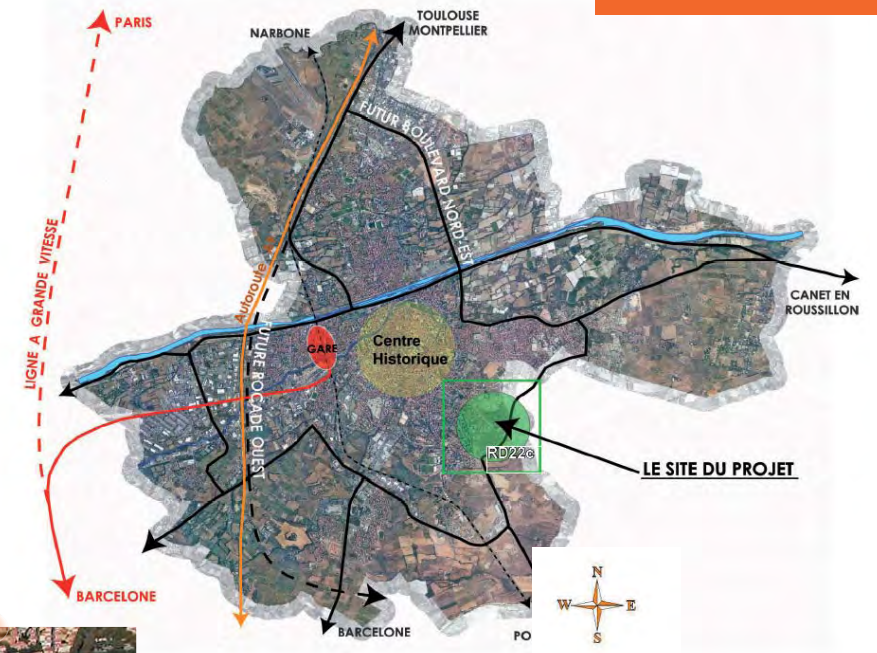 PARIS
TOULOUSE
MONTPELLIER
NARBONE
FUTUR BOULEVARD NORD-EST
LIGNE A GRANDE VITESSE
Autoroute
CANET EN
ROUSSILLON
FUTURE ROCADE OUEST
GARE
Centre
Historique
RD22c
LE SITE DU PROJET
BARCELONE
BARCELONE
PO
N
W
E
S